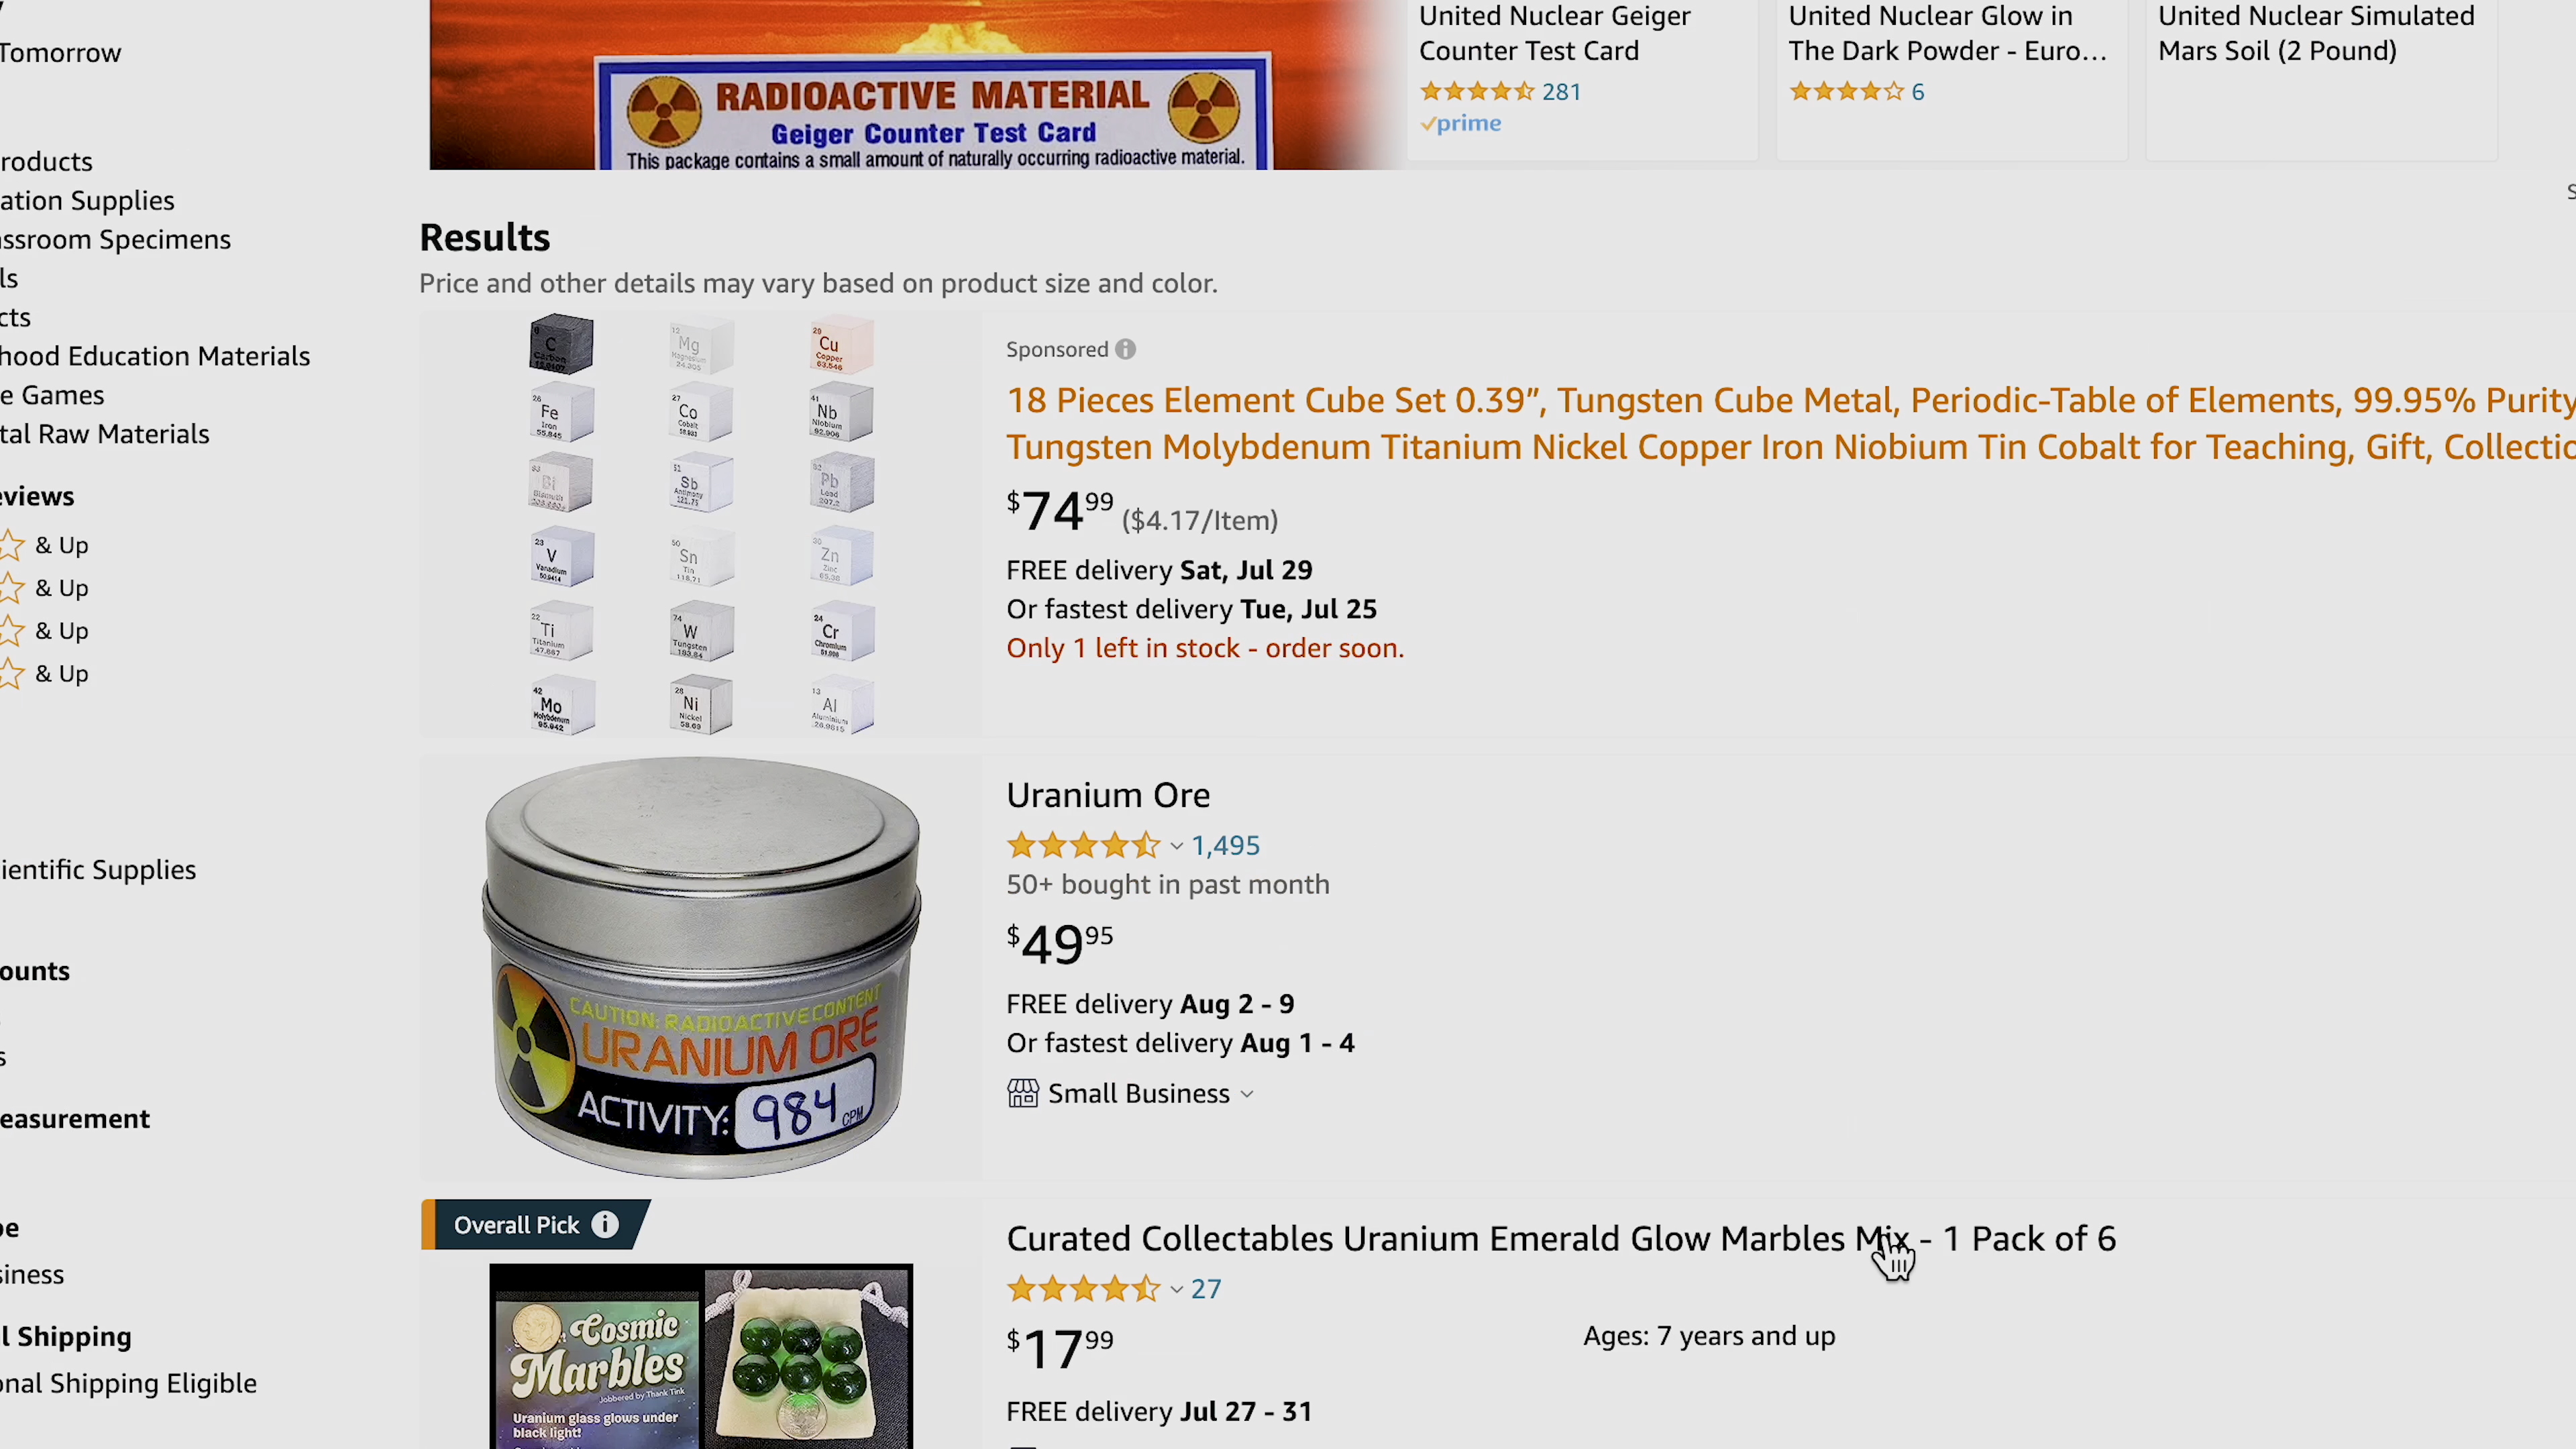 Tomorrow
roducts
ation Supplies
ssroom Specimens
ls
cts
hood Education Materials
e Games
tal Raw Materials
eviews
& Up
& Up
& Up
& Up
ientific Supplies
ounts
s
easurement
pe
siness
l Shipping
onal Shipping Eligible
RADIOACTIVE MATERIAL
Geiger Counter Test Card
This package contains a small amount of naturally occurring radioactive material.
United Nuclear Geiger
Counter Test Card
281
prime
United Nuclear Glow in
The Dark Powder - Euro…
6
United Nuclear Simulated
Mars Soil (2 Pound)
Results
Price and other details may vary based on product size and color.
6 C Carbon
12 Mg Magnesium 24.305
29 Cu Copper 63.546
26 Fe Iron 55.845
27 Co Cobalt
41 Nb Niobium 92.906
83 Bi Bismuth
51 Sb Antimony 121.75
82 Pb Lead 207.2
23 V Vanadium 50.9414
50 Sn Tin 118.71
30 Zn Zinc 65.38
22 Ti Titanium 47.867
74 W Tungsten 183.84
24 Cr Chromium
42 Mo Molybdenum 95.942
28 Ni Nickel 58.69
13 Al Aluminium 26.9815
Sponsored
18 Pieces Element Cube Set 0.39”, Tungsten Cube Metal, Periodic-Table of Elements, 99.95% Purity
Tungsten Molybdenum Titanium Nickel Copper Iron Niobium Tin Cobalt for Teaching, Gift, Collectio
$74.99 ($4.17/Item)
FREE delivery Sat, Jul 29
Or fastest delivery Tue, Jul 25
Only 1 left in stock - order soon.
CAUTION: RADIOACTIVE CONTENT
URANIUM ORE
ACTIVITY: 984 CPM
Uranium Ore
1,495
50+ bought in past month
$49.95
FREE delivery Aug 2 - 9
Or fastest delivery Aug 1 - 4
Small Business
Overall Pick
Cosmic
Marbles
Jobbered by Thank Tink
Uranium glass glows under
black light!
Curated Collectables Uranium Emerald Glow Marbles Mix - 1 Pack of 6
27
$17.99
Ages: 7 years and up
FREE delivery Jul 27 - 31